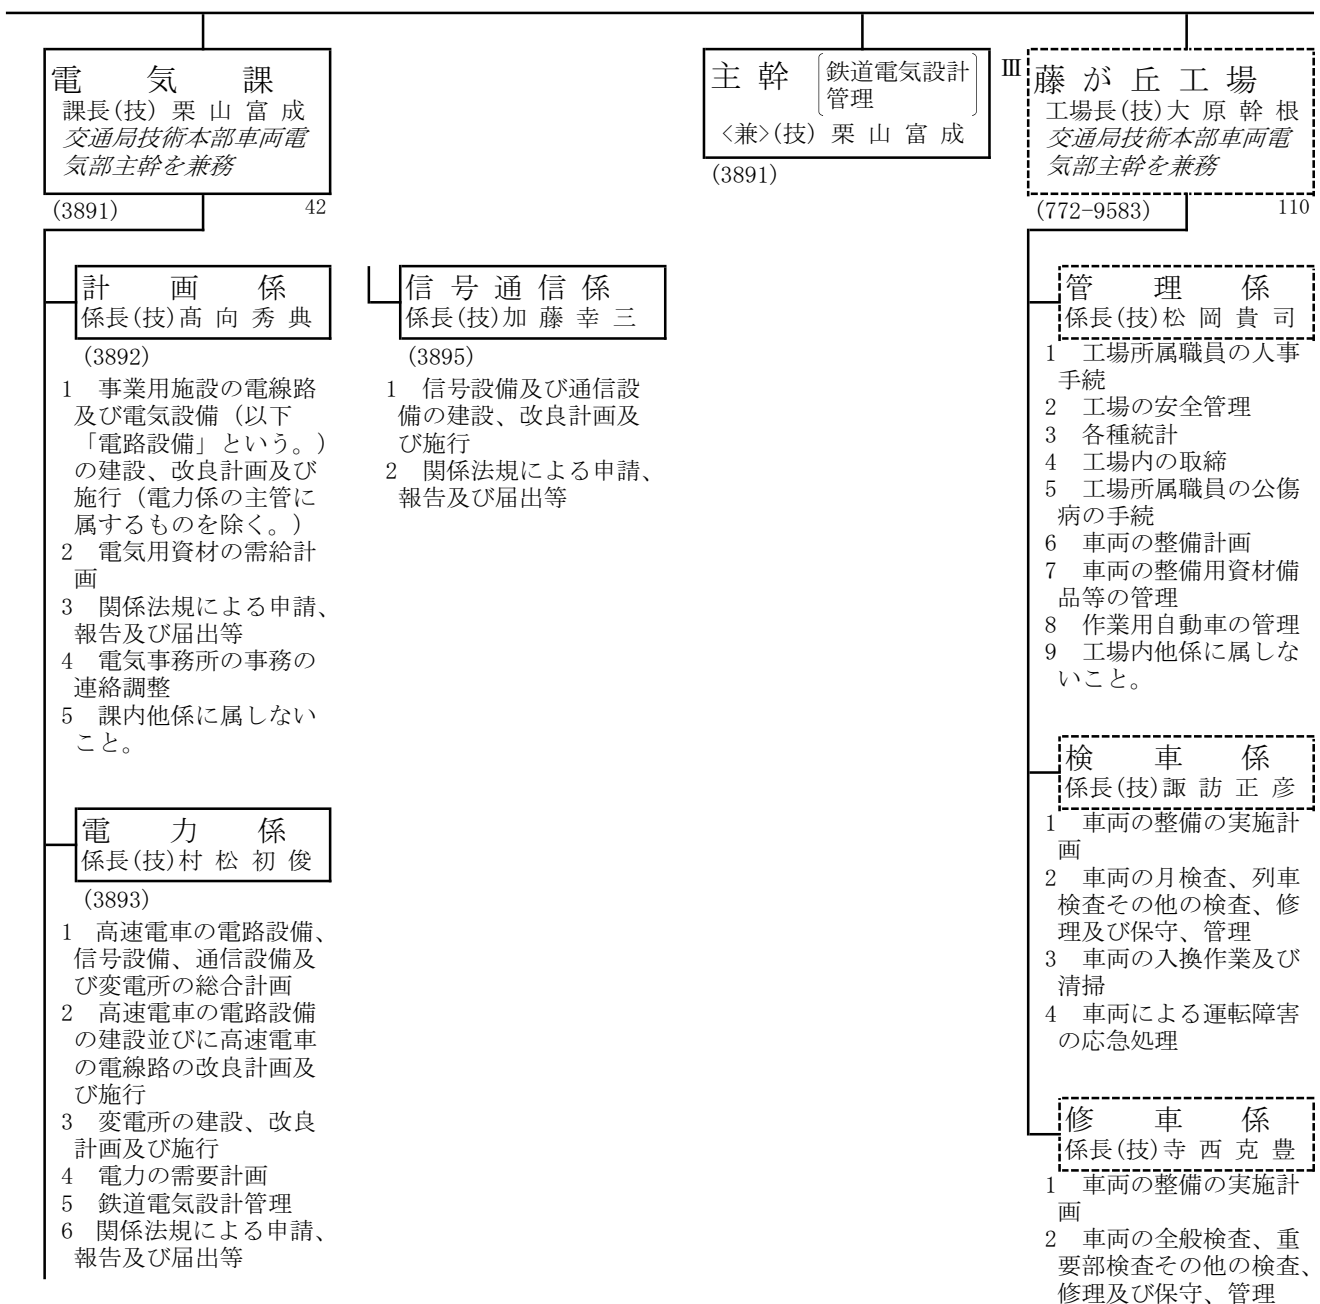 電気課
課長(技) 栗山富成
交通局技術本部車両電
気部主幹を兼務
(3891)
42
計画係
係長(技)髙向秀典
(3892)
1 事業用施設の電線路
及び電気設備（以下
「電路設備」という。）
の建設、改良計画及び
施行（電力係の主管に
属するものを除く。）
2 電気用資材の需給計
画
3 関係法規による申請、
報告及び届出等
4 電気事務所の事務の
連絡調整
5 課内他係に属しない
こと。
電力係
係長(技)村松初俊
(3893)
1 高速電車の電路設備、
信号設備、通信設備及
び変電所の総合計画
2 高速電車の電路設備
の建設並びに高速電車
の電線路の改良計画及
び施行
3 変電所の建設、改良
計画及び施行
4 電力の需要計画
5 鉄道電気設計管理
6 関係法規による申請、
報告及び届出等
信号通信係
係長(技)加藤幸三
(3895)
1 信号設備及び通信設
備の建設、改良計画及
び施行
2 関係法規による申請、
報告及び届出等
主幹
鉄道電気設計
管理
<兼>(技) 栗山富成
(3891)
Ⅲ
藤が丘工場
工場長(技)大原幹根
交通局技術本部車両電
気部主幹を兼務
(772-9583)
110
管理係
係長(技)松岡貴司
1 工場所属職員の人事
手続
2 工場の安全管理
3 各種統計
4 工場内の取締
5 工場所属職員の公傷
病の手続
6 車両の整備計画
7 車両の整備用資材備
品等の管理
8 作業用自動車の管理
9 工場内他係に属しな
いこと。
検車係
係長(技)諏訪正彦
1 車両の整備の実施計
画
2 車両の月検査、列車
検査その他の検査、修
理及び保守、管理
3 車両の入換作業及び
清掃
4 車両による運転障害
の応急処理
修車係
係長(技)寺西克豊
1 車両の整備の実施計
画
2 車両の全般検査、重
要部検査その他の検査、
修理及び保守、管理